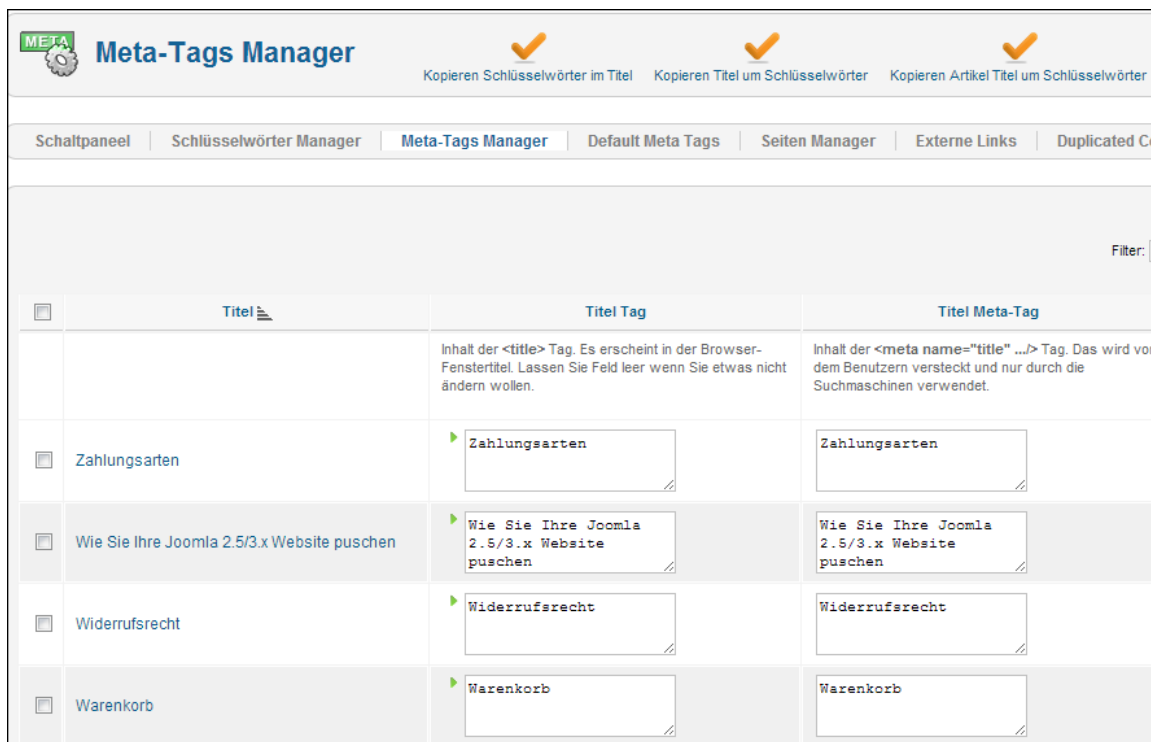 META
Meta-Tags Manager
Kopieren Schlüsselwörter im Titel
Kopieren Titel um Schlüsselwörter
Kopieren Artikel Titel um Schlüsselwörter
Schaltpaneel
Schlüsselwörter Manager
Meta-Tags Manager
Default Meta Tags
Seiten Manager
Externe Links
Duplicated
Filter:
Titel
Titel Tag
Titel Meta-Tag
Inhalt der <title> Tag. Es erscheint in der Browser-
Fenstertitel. Lassen Sie Feld leer wenn Sie etwas nicht
ändern wollen.
Inhalt der <meta name="title" .../> Tag. Das wird
dem Benutzern versteckt und nur durch die
Suchmaschinen verwendet.
Zahlungsarten
Zahlungsarten
Zahlungsarten
Wie Sie Ihre Joomla 2.5/3.x Website puschen
Wie Sie Ihre Joomla
2.5/3.x Website
puschen
Wie Sie Ihre Joomla
2.5/3.x Website
puschen
Widerrufsrecht
Widerrufsrecht
Widerrufsrecht
Warenkorb
Warenkorb
Warenkorb